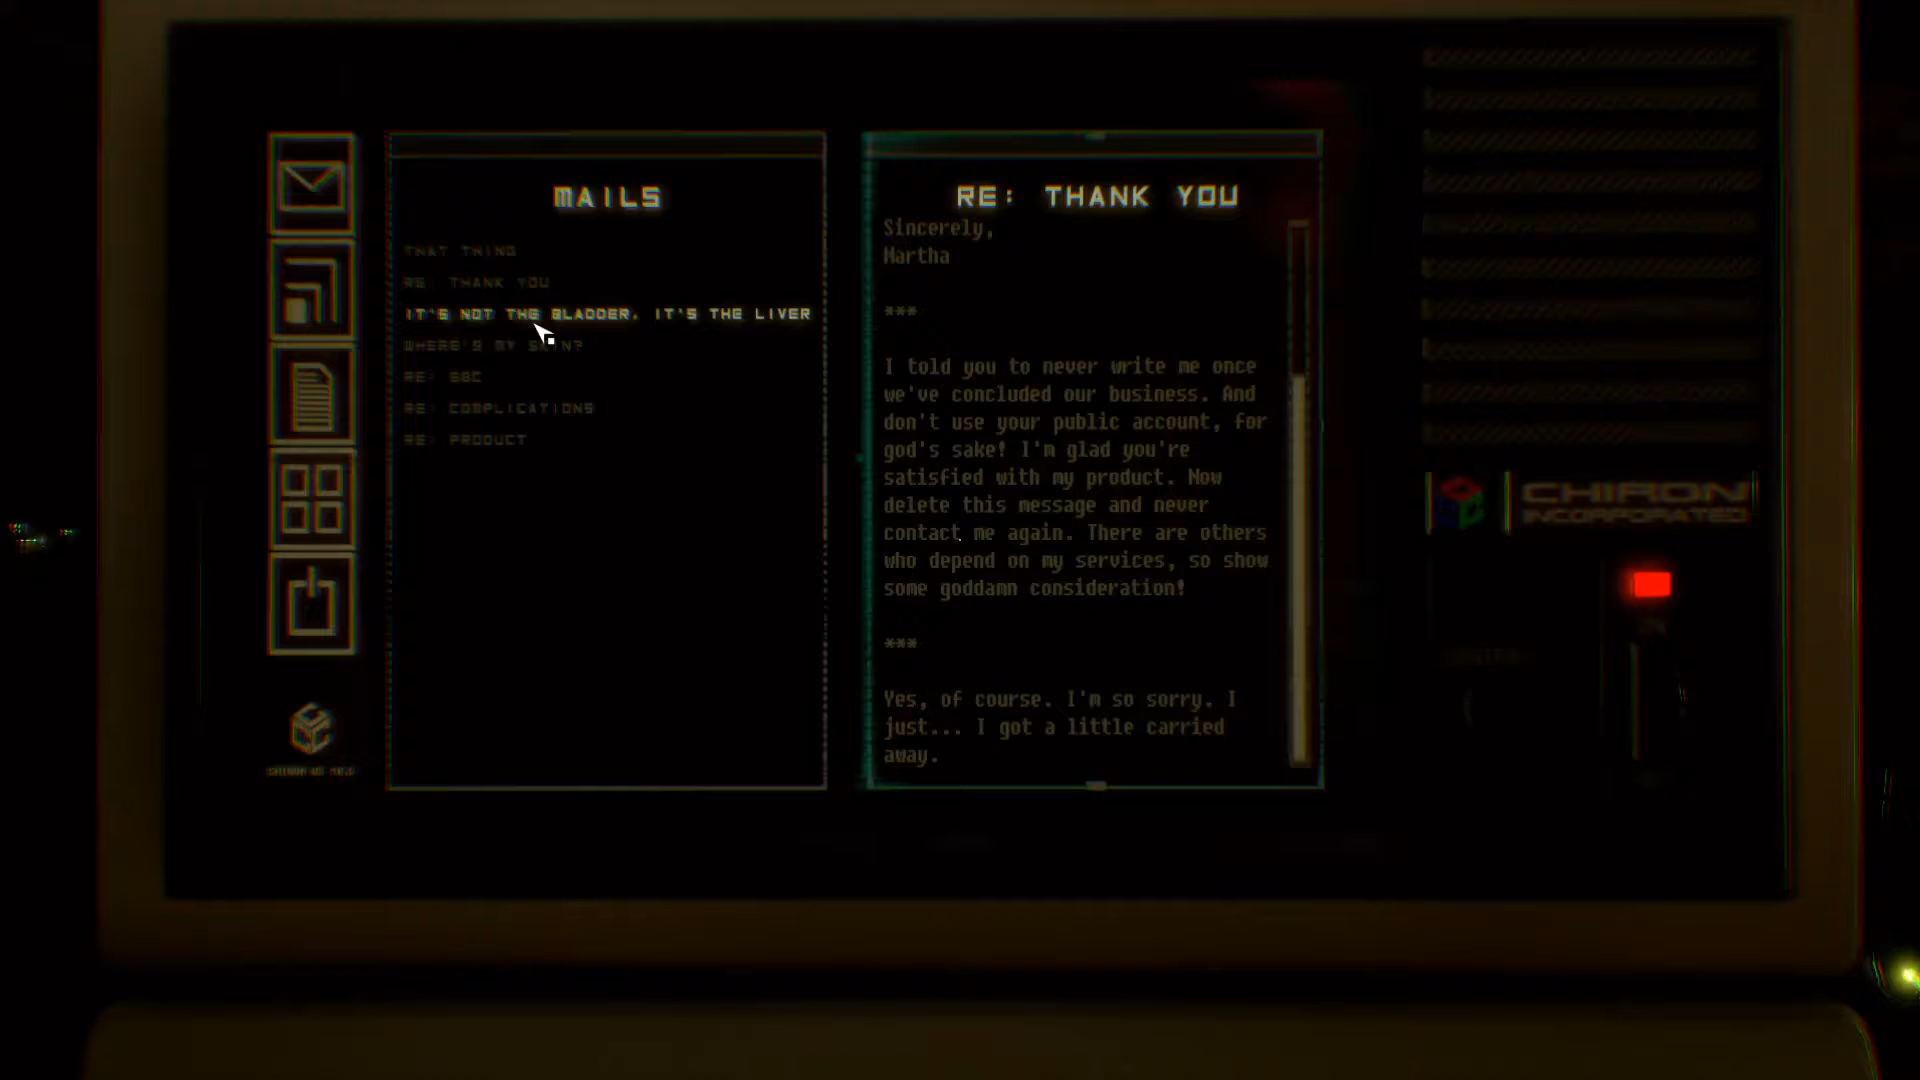 MAILS
THAT THING
RE: THANK YOU
IT'S NOT THE BLADDER. IT'S THE LIVER
WHERE'S MY SKIN?
RE: COMPLICATIONS
RE: PRODUCT
RE: THANK YOU
Sincerely,
Martha
***
I told you to never write me once
we've concluded our business. And
don't use your public account, for
god's sake! I'm glad you're
satisfied with my product. Now
delete this message and never
contact me again. There are others
who depend on my services, so show
some goddamn consideration!
***
Yes, of course. I'm so sorry. I
just... I got a little carried
away.
CHIRON
INCORPORATED